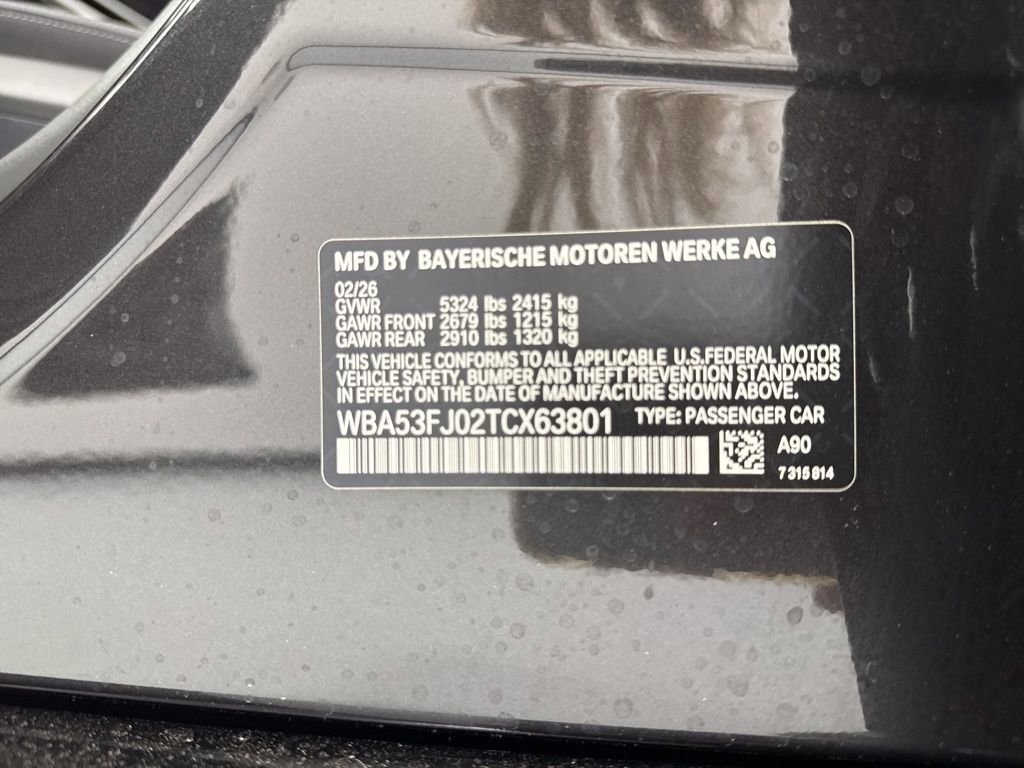 MFD BY BAYERISCHE MOTOREN WERKE AG
02/26
GVWR 5324 lbs 2415 kg
GAWR FRONT 2679 lbs 1215 kg
GAWR REAR 2910 lbs 1320 kg
THIS VEHICLE CONFORMS TO ALL APPLICABLE U.S.FEDERAL MOTOR
VEHICLE SAFETY, BUMPER AND THEFT PREVENTION STANDARDS
IN EFFECT ON THE DATE OF MANUFACTURE SHOWN ABOVE.
WBA53FJ02TCX63801 TYPE: PASSENGER CAR
A90
7 315 814